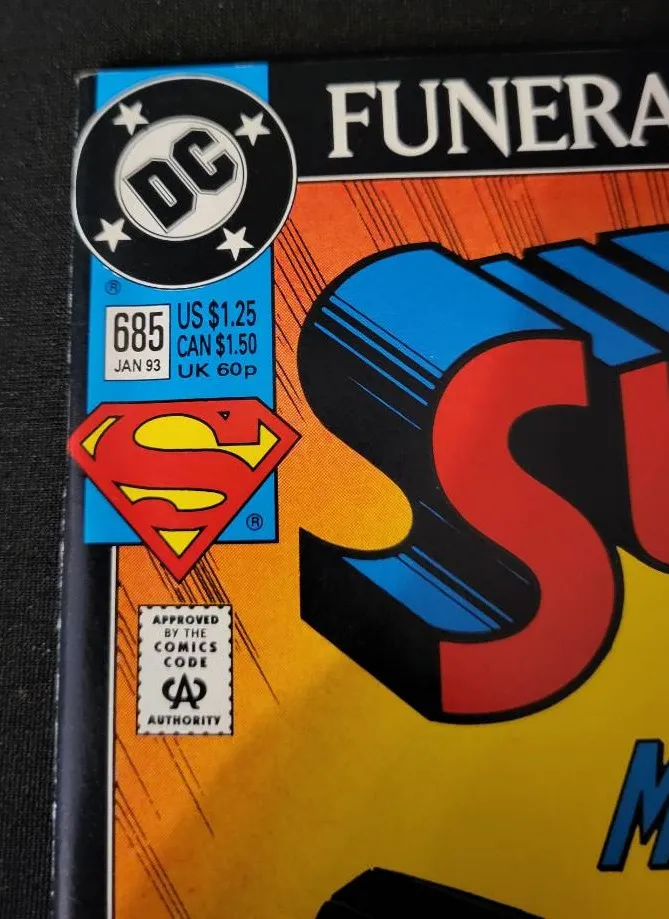 DC
FUNERA
®
685
JAN 93
US $1.25
CAN $1.50
UK 60p
S
®
SU
APPROVED
BY THE
COMICS
CODE
CA
AUTHORITY
M